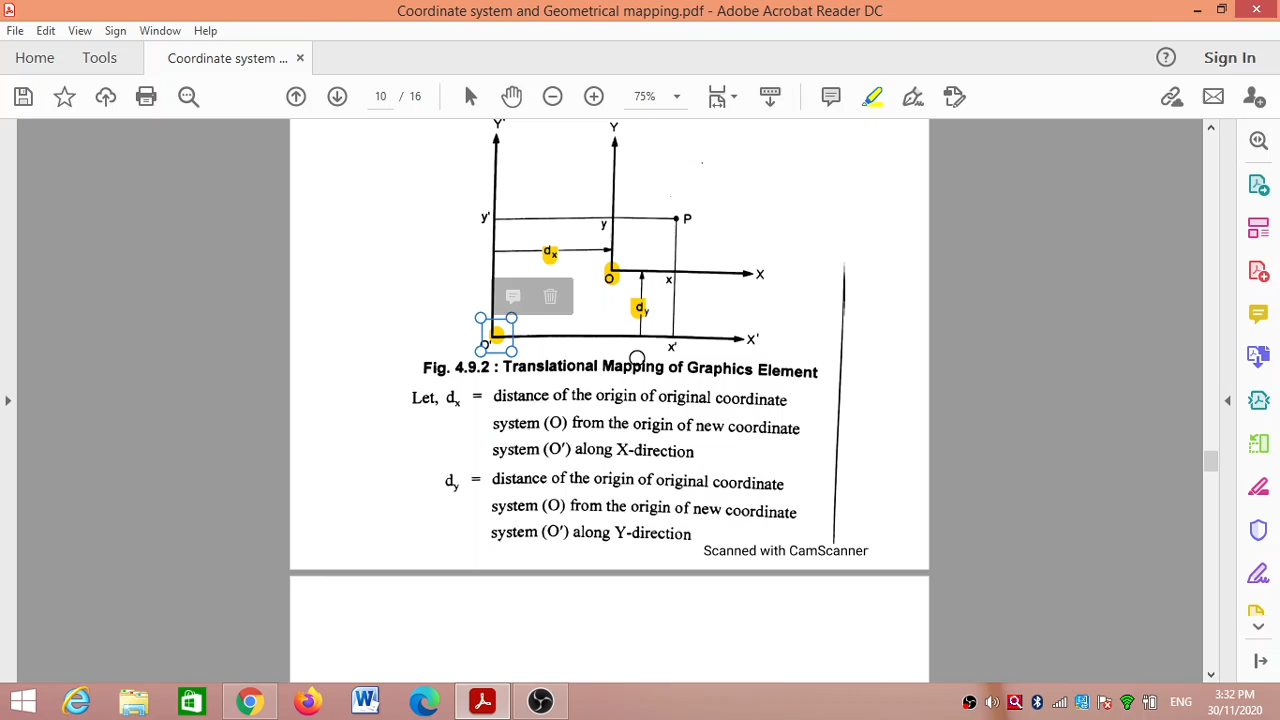 Coordinate system and Geometrical mapping.pdf - Adobe Acrobat Reader DC
File Edit View Sign Window Help
Home Tools Coordinate system ... × Sign In
10 / 16 75%
Y' Y
y' y P
dx
O x X
dy
O' x' X'
Fig. 4.9.2 : Translational Mapping of Graphics Element
Let, dx = distance of the origin of original coordinate
system (O) from the origin of new coordinate
system (O′) along X-direction
dy = distance of the origin of original coordinate
system (O) from the origin of new coordinate
system (O′) along Y-direction
Scanned with CamScanner
ENG
3:32 PM
30/11/2020